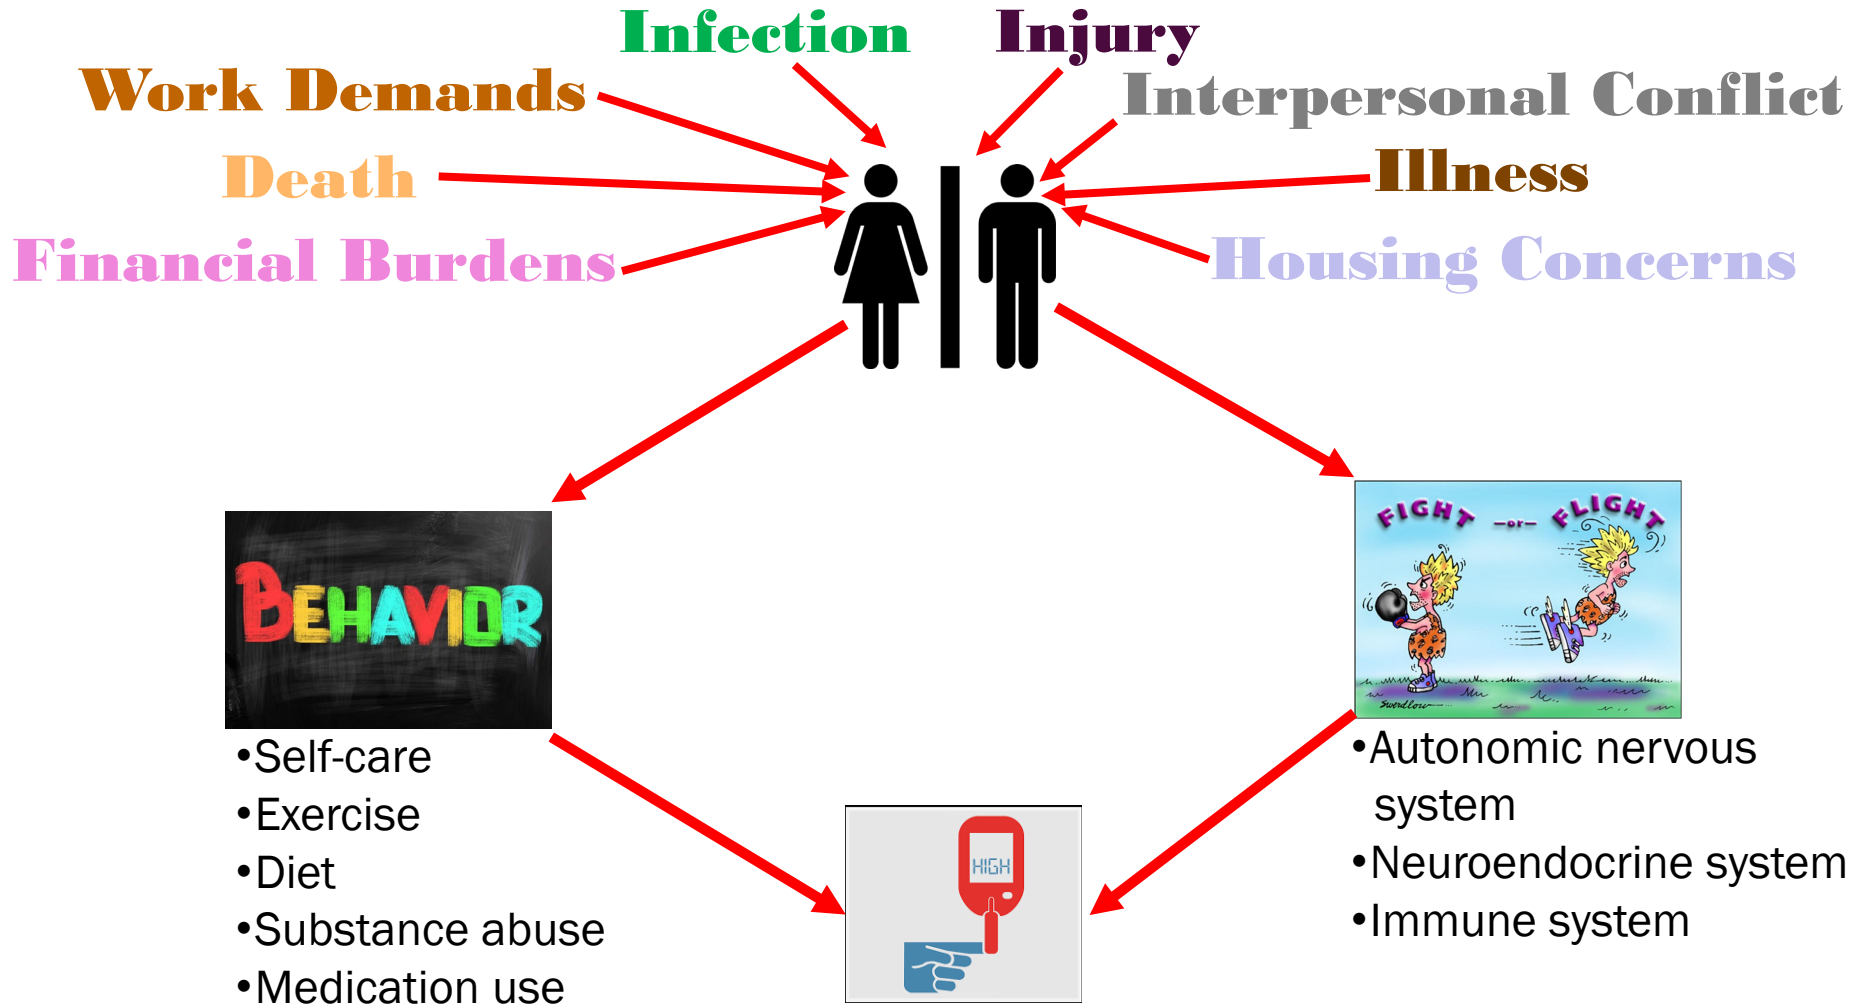 Infection Injury
Work Demands Interpersonal Conflict
Death Illness
Financial Burdens Housing Concerns
FIGHT -or- FLIGHT
BEHAVIOR
Swerdlow
•Self-care
•Exercise
•Diet
•Substance abuse
•Medication use
•Autonomic nervous
system
•Neuroendocrine system
•Immune system
HIGH